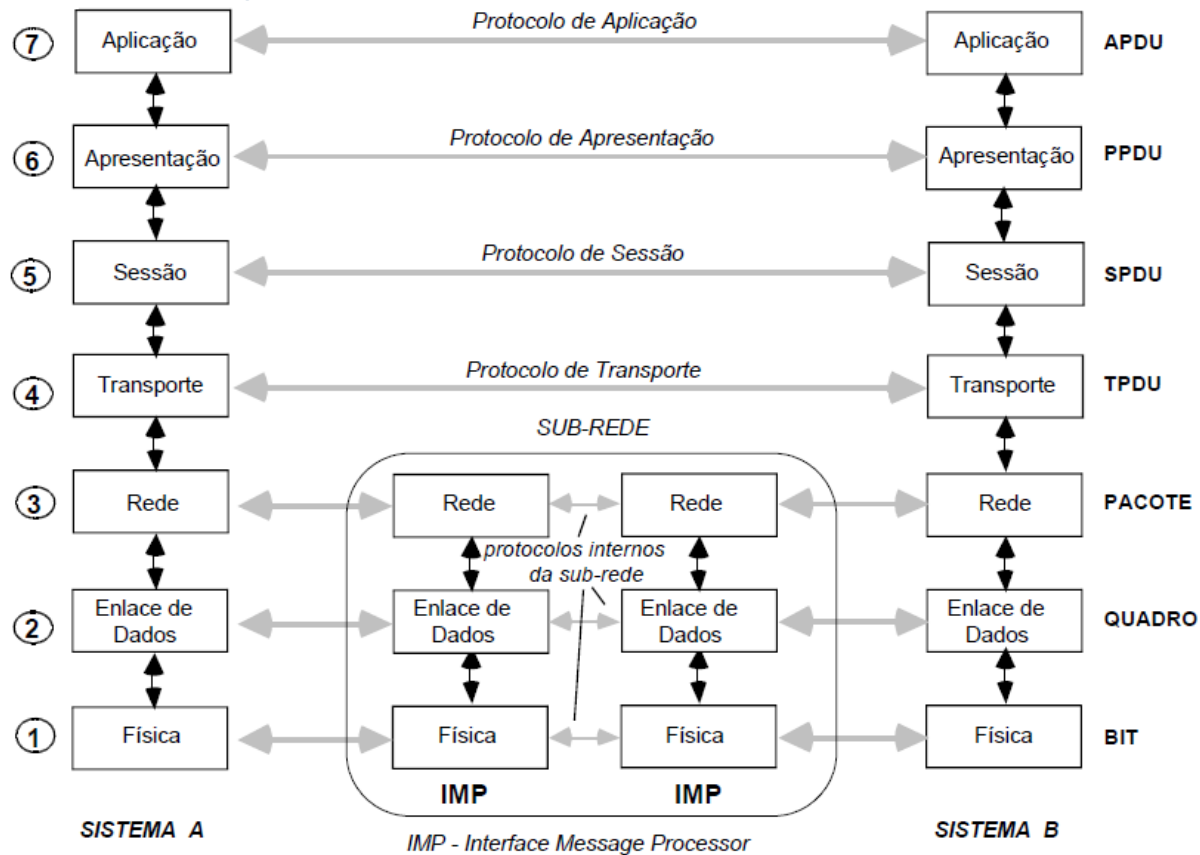 Protocolo de Aplicação
7
Aplicação
Aplicação
APDU
Protocolo de Apresentação
6
Apresentação
Apresentação
PPDU
Protocolo de Sessão
5
Sessão
Sessão
SPDU
Protocolo de Transporte
4
Transporte
Transporte
TPDU
SUB-REDE
3
Rede
Rede
Rede
Rede
PACOTE
protocolos internos
da sub-rede
2
Enlace de
Dados
Enlace de
Dados
Enlace de
Dados
Enlace de
Dados
QUADRO
1
Física
Física
Física
Física
BIT
IMP
IMP
SISTEMA A
SISTEMA B
IMP - Interface Message Processor